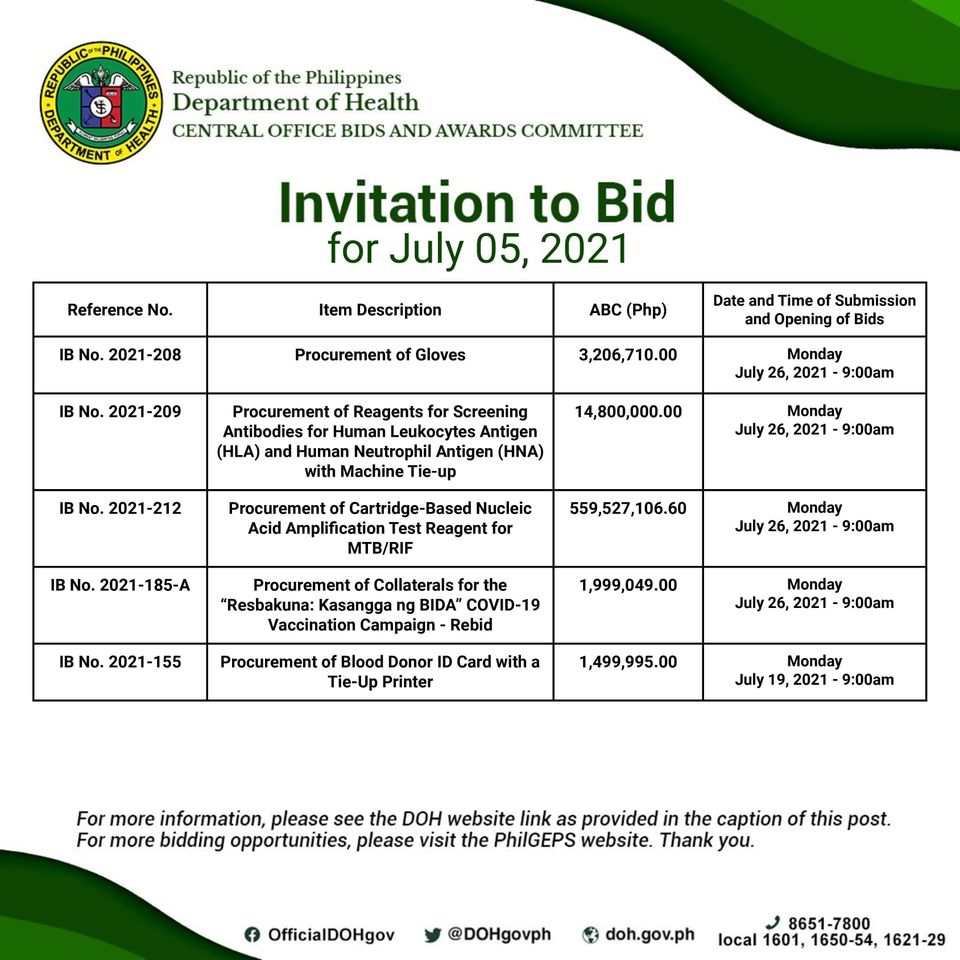 REPUBLIC OF THE PHILIPPINES
DEPARTMENT OF HEALTH
Republic of the Philippines
Department of Health
CENTRAL OFFICE BIDS AND AWARDS COMMITTEE
Invitation to Bid
for July 05, 2021
Reference No.
Item Description
ABC (Php)
Date and Time of Submission
and Opening of Bids
IB No. 2021-208
Procurement of Gloves
3,206,710.00
Monday
July 26, 2021 - 9:00am
IB No. 2021-209
Procurement of Reagents for Screening
Antibodies for Human Leukocytes Antigen
(HLA) and Human Neutrophil Antigen (HNA)
with Machine Tie-up
14,800,000.00
Monday
July 26, 2021 - 9:00am
IB No. 2021-212
Procurement of Cartridge-Based Nucleic
Acid Amplification Test Reagent for
MTB/RIF
559,527,106.60
Monday
July 26, 2021 - 9:00am
IB No. 2021-185-A
Procurement of Collaterals for the
“Resbakuna: Kasangga ng BIDA” COVID-19
Vaccination Campaign - Rebid
1,999,049.00
Monday
July 26, 2021 - 9:00am
IB No. 2021-155
Procurement of Blood Donor ID Card with a
Tie-Up Printer
1,499,995.00
Monday
July 19, 2021 - 9:00am
For more information, please see the DOH website link as provided in the caption of this post.
For more bidding opportunities, please visit the PhilGEPS website. Thank you.
OfficialDOHgov
@DOHgovph
doh.gov.ph
8651-7800
local 1601, 1650-54, 1621-29